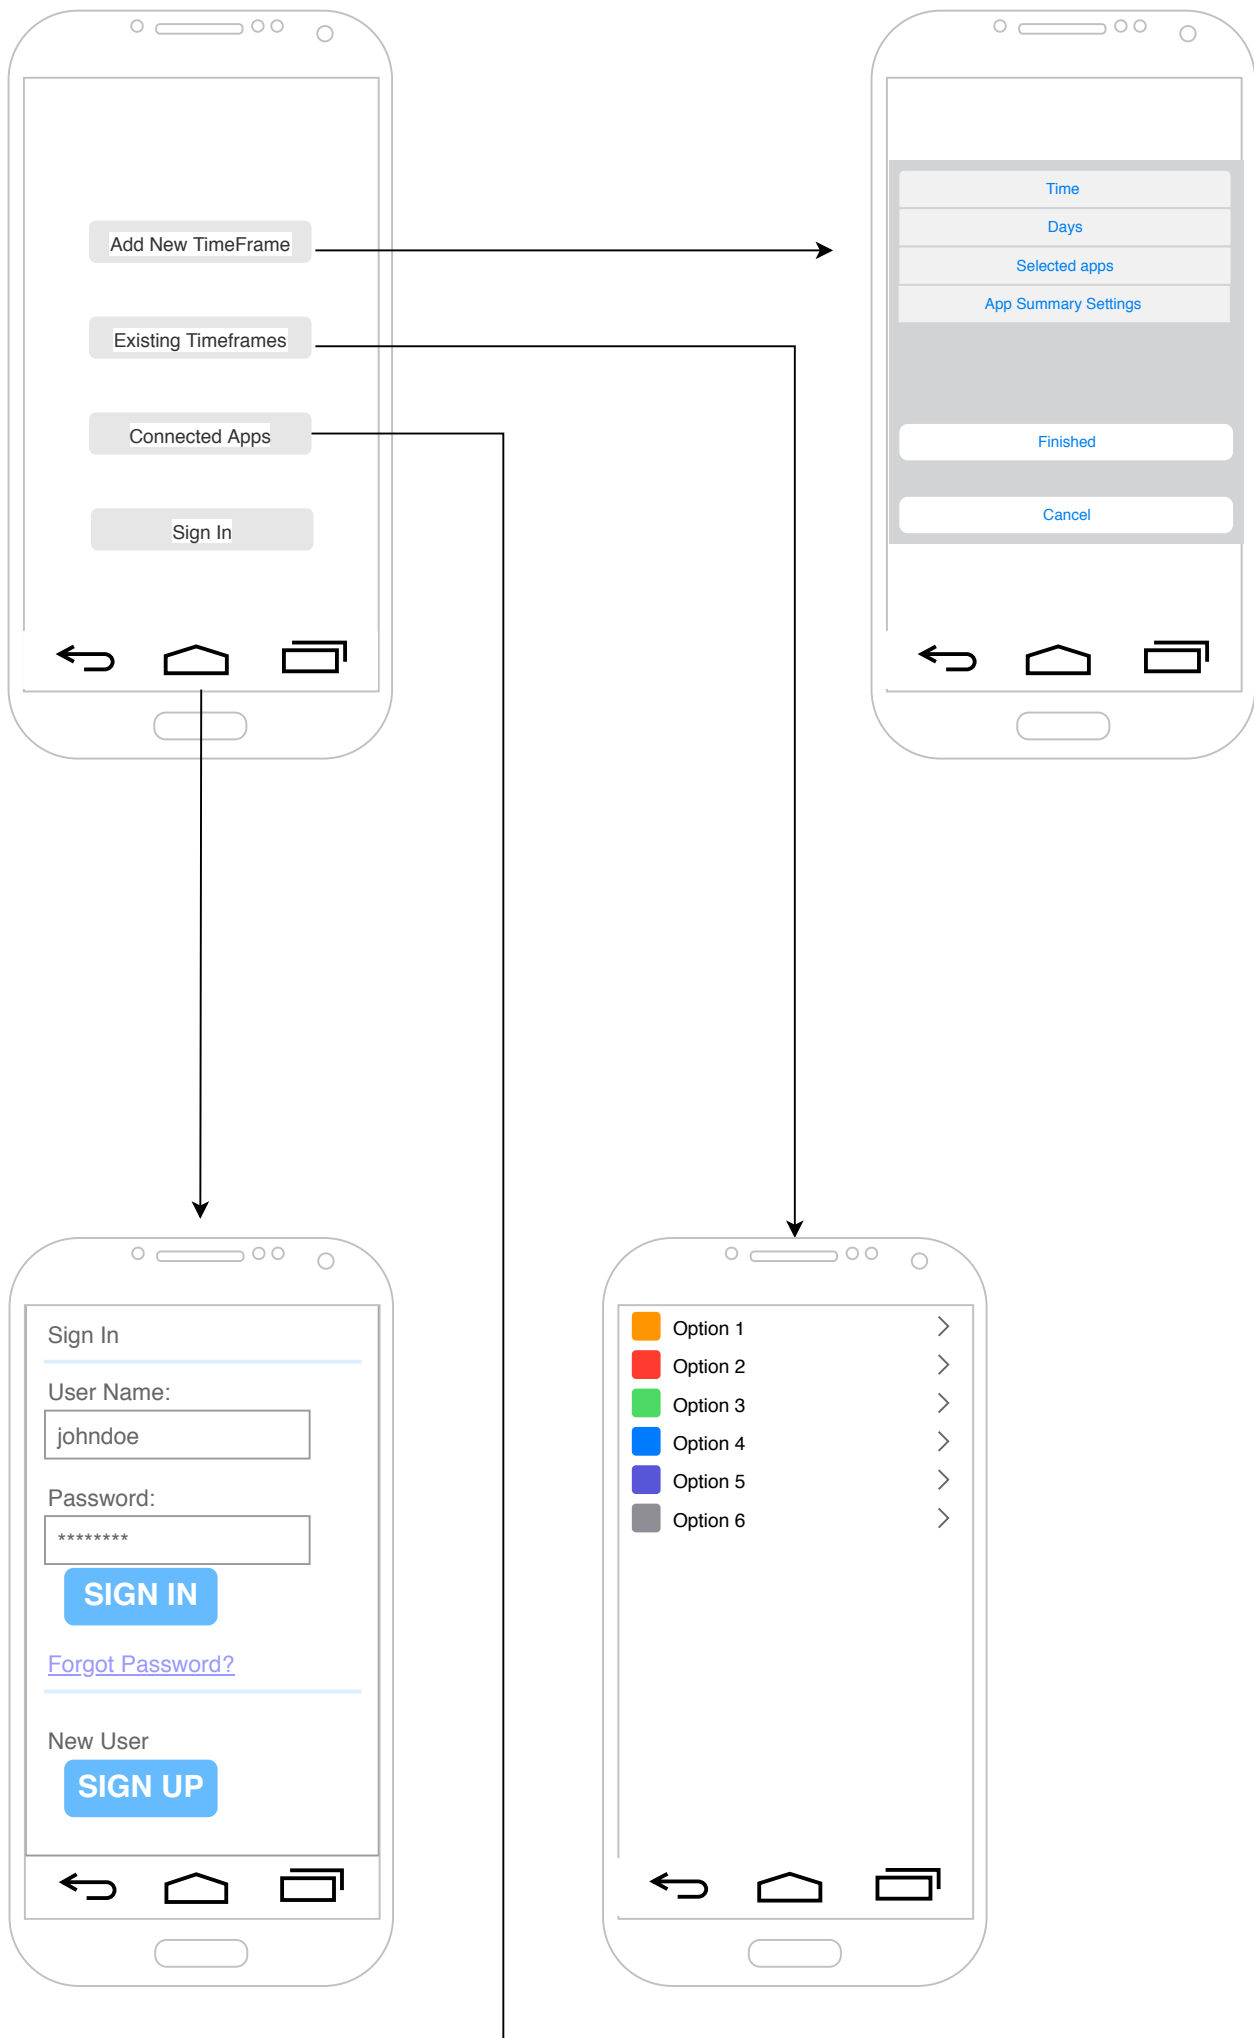 Add New TimeFrame
Existing Timeframes
Connected Apps
Sign In
Time
Days
Selected apps
App Summary Settings
Finished
Cancel
Sign In
User Name:
johndoe
Password:
********
SIGN IN
Forgot Password?
New User
SIGN UP
Option 1
Option 2
Option 3
Option 4
Option 5
Option 6